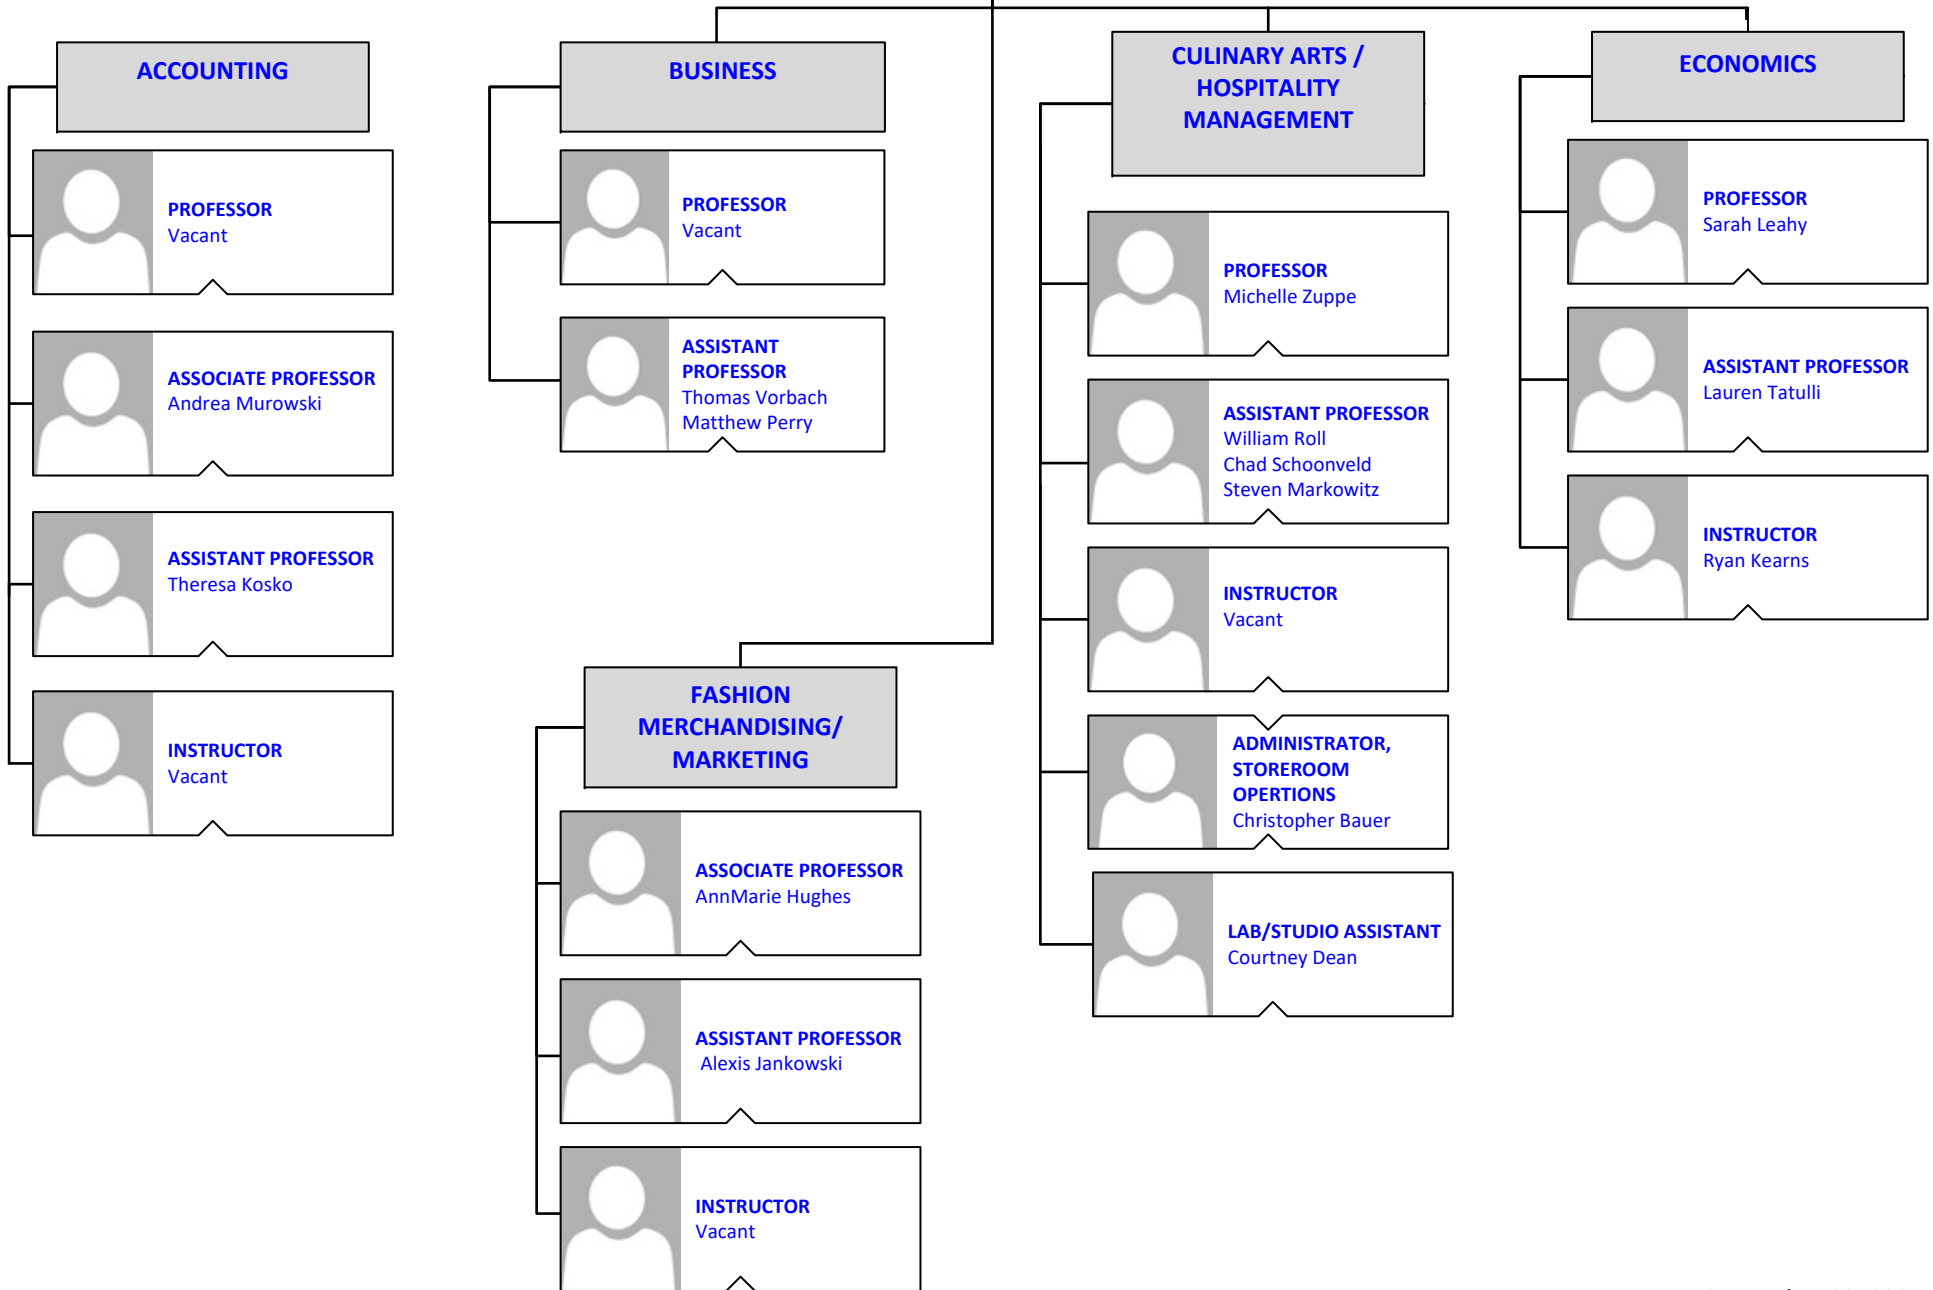 ACCOUNTING
PROFESSOR
Vacant
ASSOCIATE PROFESSOR
Andrea Murowski
ASSISTANT PROFESSOR
Theresa Kosko
INSTRUCTOR
Vacant
BUSINESS
PROFESSOR
Vacant
ASSISTANT
PROFESSOR
Thomas Vorbach
Matthew Perry
FASHION
MERCHANDISING/
MARKETING
ASSOCIATE PROFESSOR
AnnMarie Hughes
ASSISTANT PROFESSOR
Alexis Jankowski
INSTRUCTOR
Vacant
CULINARY ARTS /
HOSPITALITY
MANAGEMENT
PROFESSOR
Michelle Zuppe
ASSISTANT PROFESSOR
William Roll
Chad Schoonveld
Steven Markowitz
INSTRUCTOR
Vacant
ADMINISTRATOR,
STOREROOM
OPERTIONS
Christopher Bauer
LAB/STUDIO ASSISTANT
Courtney Dean
ECONOMICS
PROFESSOR
Sarah Leahy
ASSISTANT PROFESSOR
Lauren Tatulli
INSTRUCTOR
Ryan Kearns